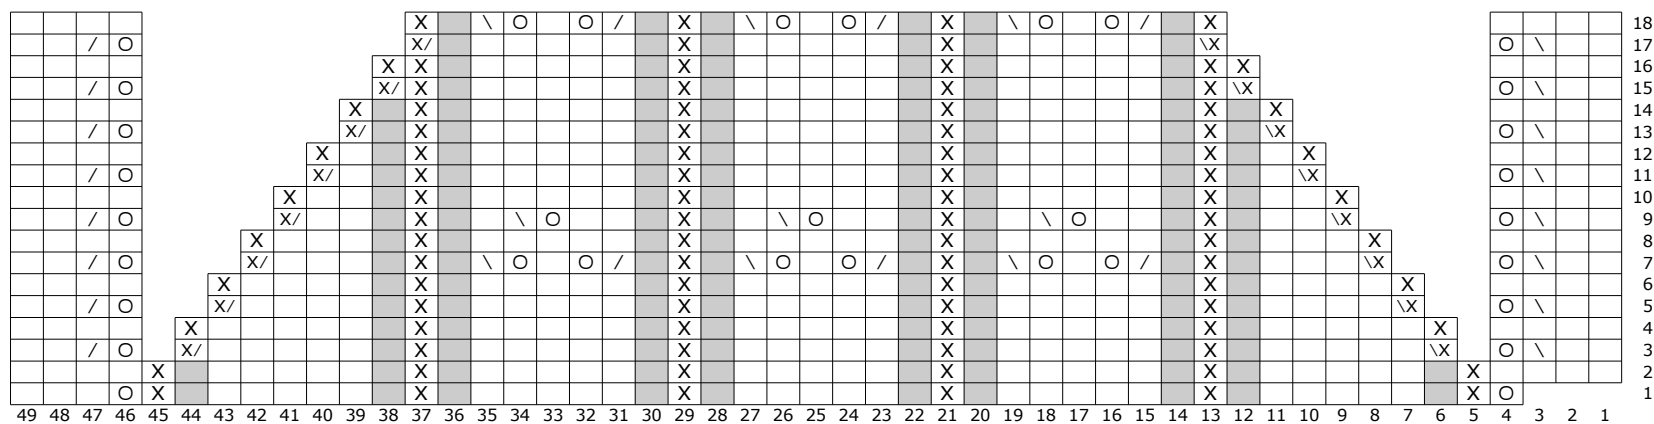 X \ O O / X \ O O / X \ O O / X 18
/ O X/ X X \X O \ 17
X X X X X X 16
/ O X/ X X X X \X O \ 15
X X X X X X 14
/ O X/ X X X X \X O \ 13
X X X X X X 12
/ O X/ X X X X \X O \ 11
X X X X X X 10
/ O X/ X \ O X \ O X \ O X \X O \ 9
X X X X X X 8
/ O X/ X \ O O / X \ O O / X \ O O / X \X O \ 7
X X X X X X 6
/ O X/ X X X X \X O \ 5
X X X X X X 4
/ O X/ X X X X \X O \ 3
X X X X X X 2
O X X X X X X O 1
49 48 47 46 45 44 43 42 41 40 39 38 37 36 35 34 33 32 31 30 29 28 27 26 25 24 23 22 21 20 19 18 17 16 15 14 13 12 11 10 9 8 7 6 5 4 3 2 1